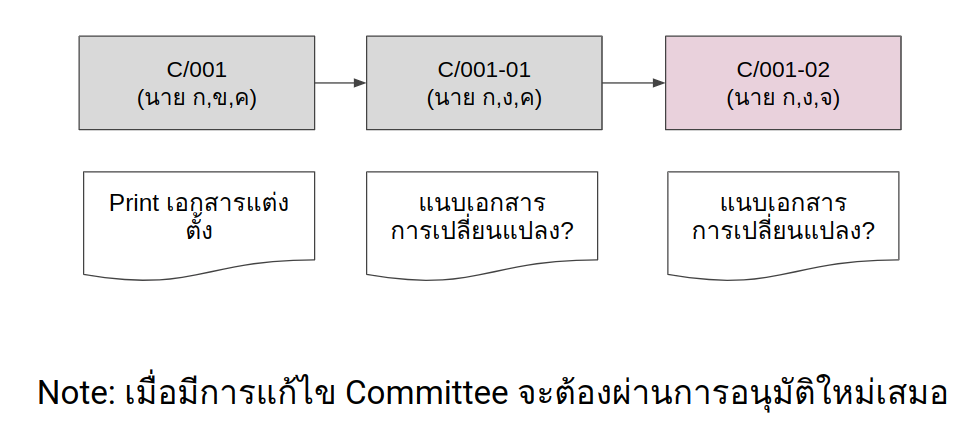 C/001
(นาย ก,ข,ค)
C/001-01
(นาย ก,ง,ค)
C/001-02
(นาย ก,ง,จ)
Print เอกสารแต่ง
ตั้ง
แนบเอกสาร
การเปลี่ยนแปลง?
แนบเอกสาร
การเปลี่ยนแปลง?
Note: เมื่อมีการแก้ไข Committee จะต้องผ่านการอนุมัติใหม่เสมอ